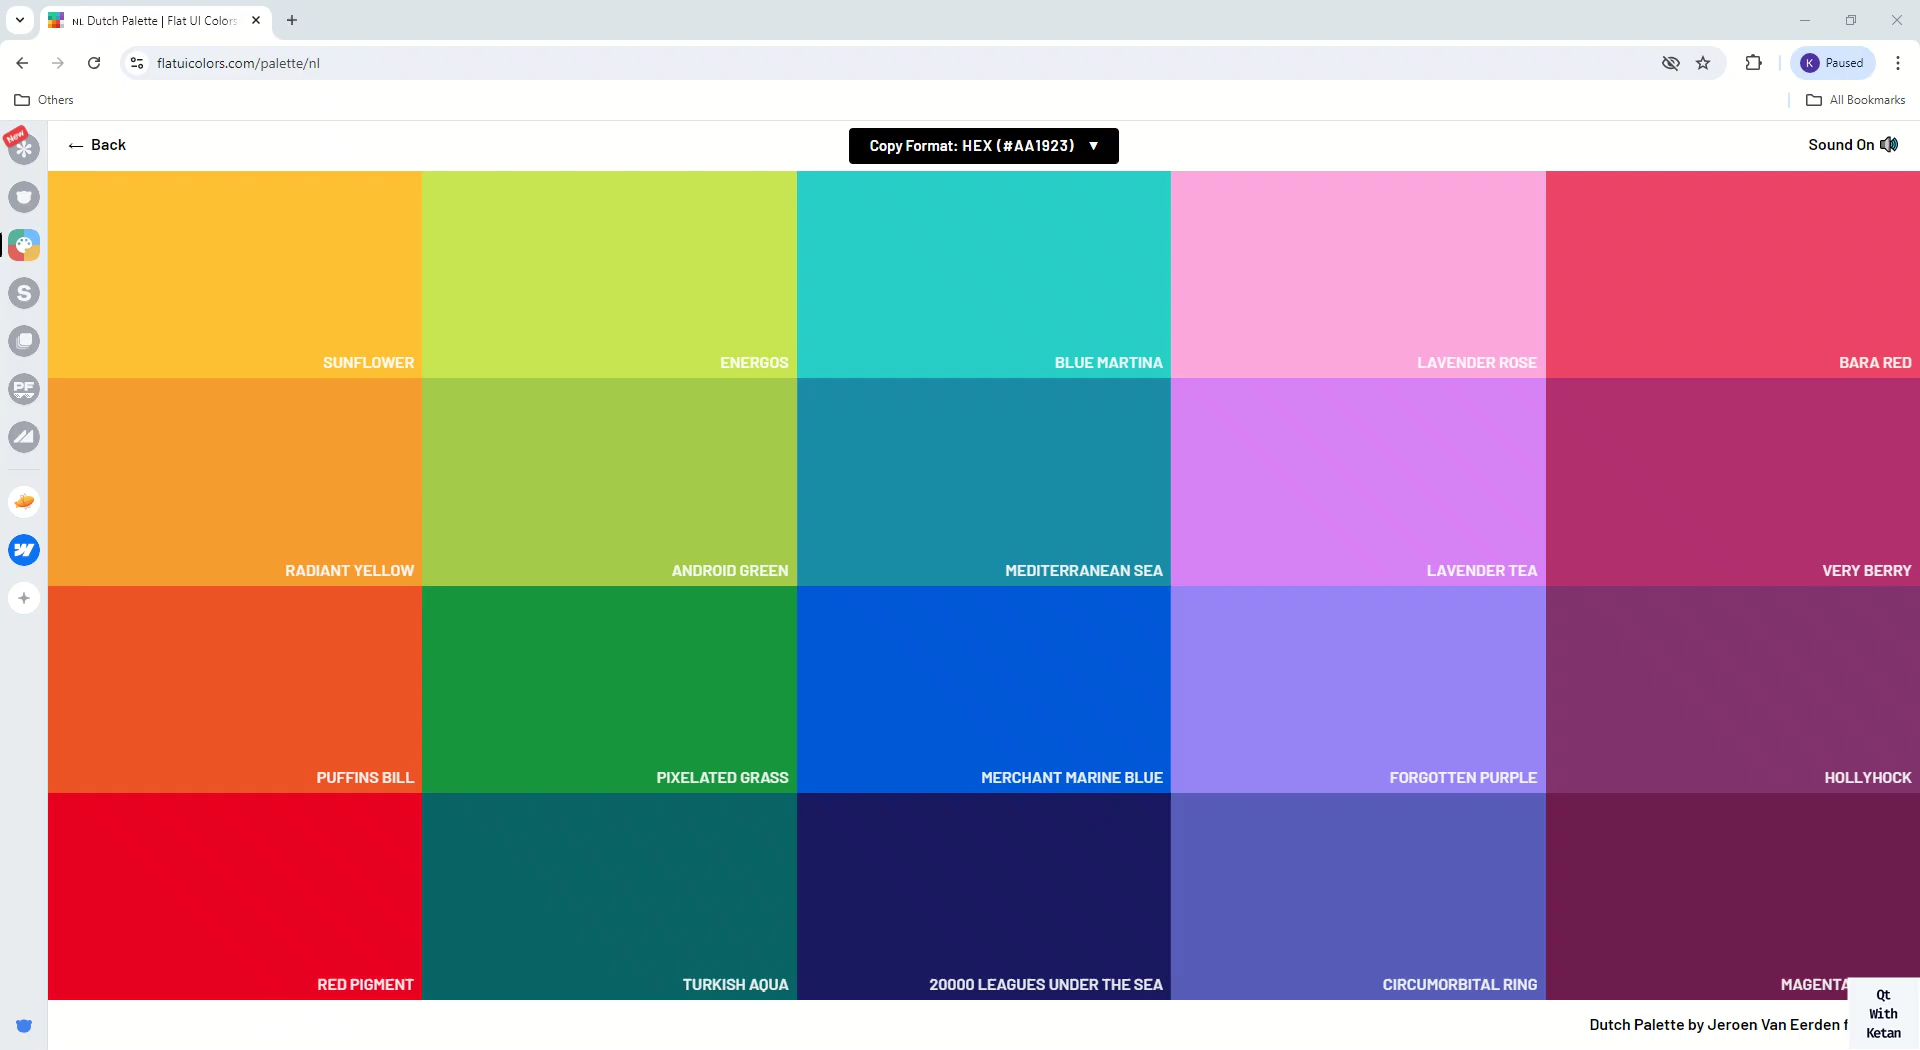 NL Dutch Palette | Flat UI Colors
flatuicolors.com/palette/nl
K Paused
Others
All Bookmarks
New
← Back
Copy Format: HEX (#AA1923) ▼
Sound On
S
PF
SUNFLOWER
ENERGOS
BLUE MARTINA
LAVENDER ROSE
BARA RED
RADIANT YELLOW
ANDROID GREEN
MEDITERRANEAN SEA
LAVENDER TEA
VERY BERRY
PUFFINS BILL
PIXELATED GRASS
MERCHANT MARINE BLUE
FORGOTTEN PURPLE
HOLLYHOCK
RED PIGMENT
TURKISH AQUA
20000 LEAGUES UNDER THE SEA
CIRCUMORBITAL RING
MAGENTA
Dutch Palette by Jeroen Van Eerden f
Qt
With
Ketan